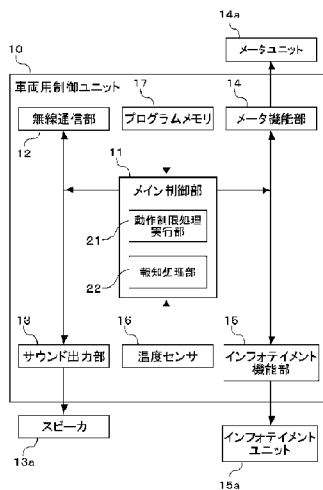 14a
メータユニット
10
車両用制御ユニット
17
14
無線通信部
プログラムメモリ
メータ機能部
12
11
メイン制御部
21
動作制限処理
実行部
22
報知処理部
13
16
15
サウンド出力部
温度センサ
インフォテイメント
機能部
スピーカ
13a
インフォテイメント
ユニット
15a